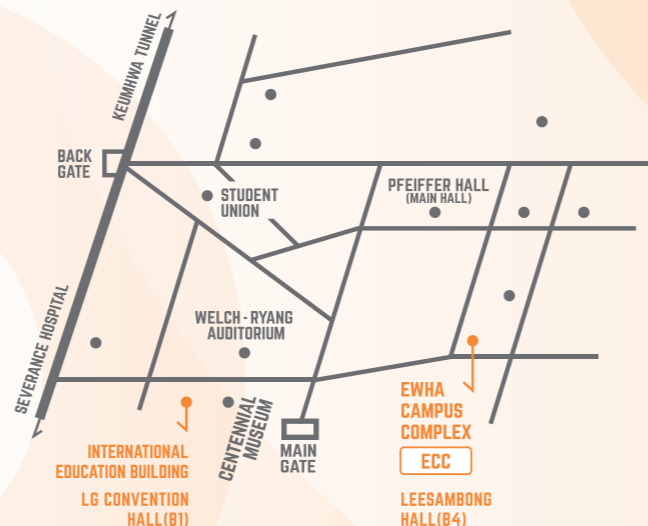 KEUMHWA TUNNEL
BACK
GATE
STUDENT
UNION
PFEIFFER HALL
(MAIN HALL)
SEVERANCE HOSPITAL
WELCH-RYANG
AUDITORIUM
CENTENNIAL
MUSEUM
MAIN
GATE
EWHA
CAMPUS
COMPLEX
ECC
INTERNATIONAL
EDUCATION BUILDING
LG CONVENTION
HALL(B1)
LEESAMBONG
HALL(B4)